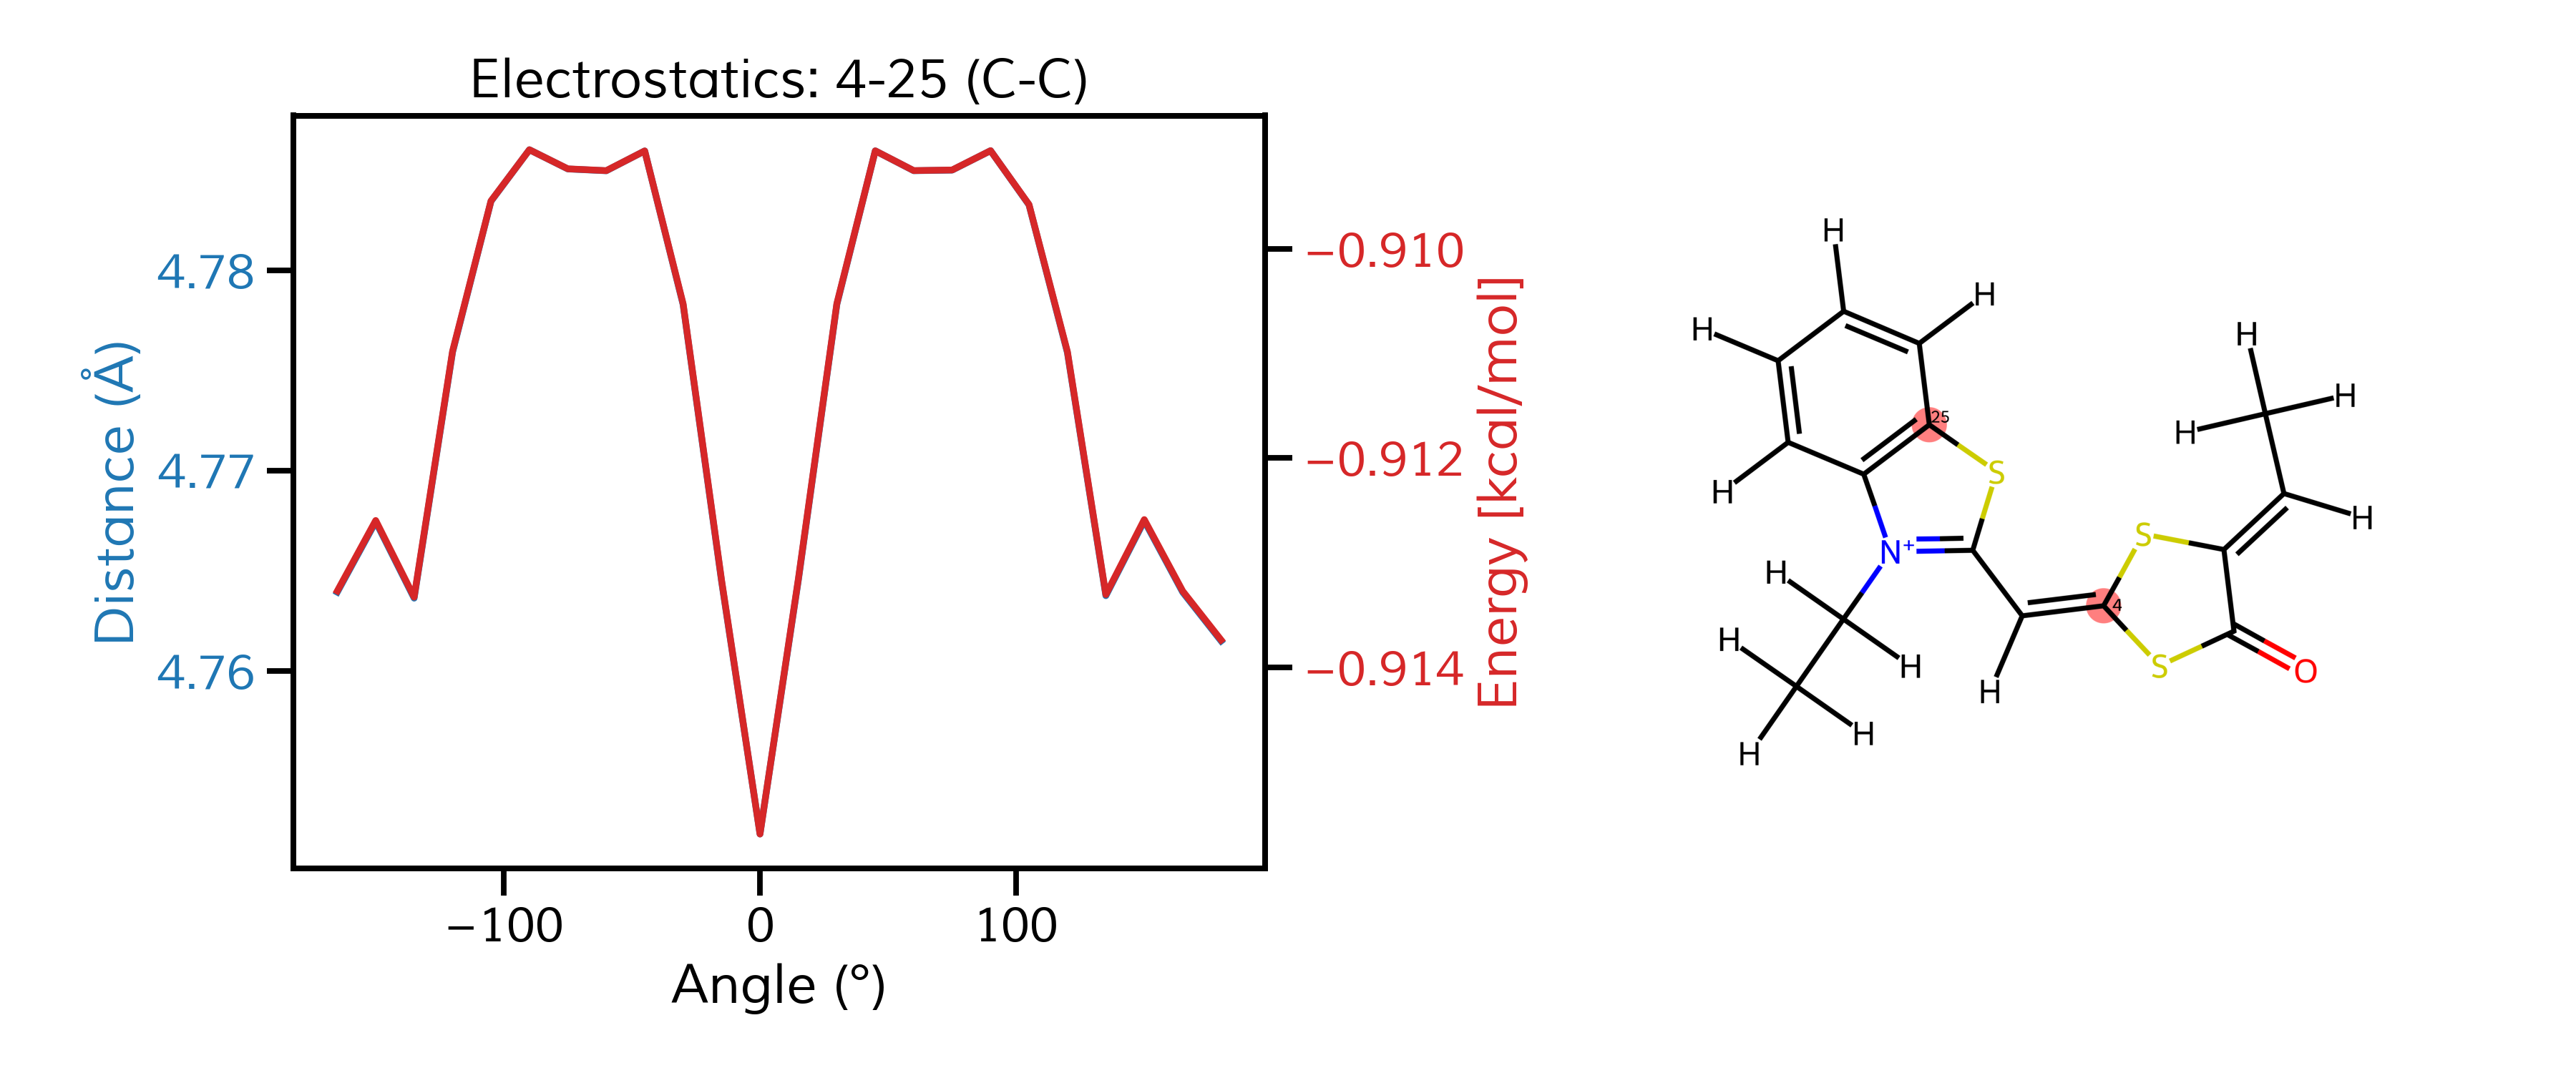 Electrostatics: 4-25 (C-C)
Distance (Å)
4.78
4.77
4.76
−100
0
100
Angle (°)
−0.910
−0.912
−0.914
Energy [kcal/mol]
H
H
H
H
H
H
H
H
25
S
S
N⁺
H
H
4
H
H
S
O
H
H
H